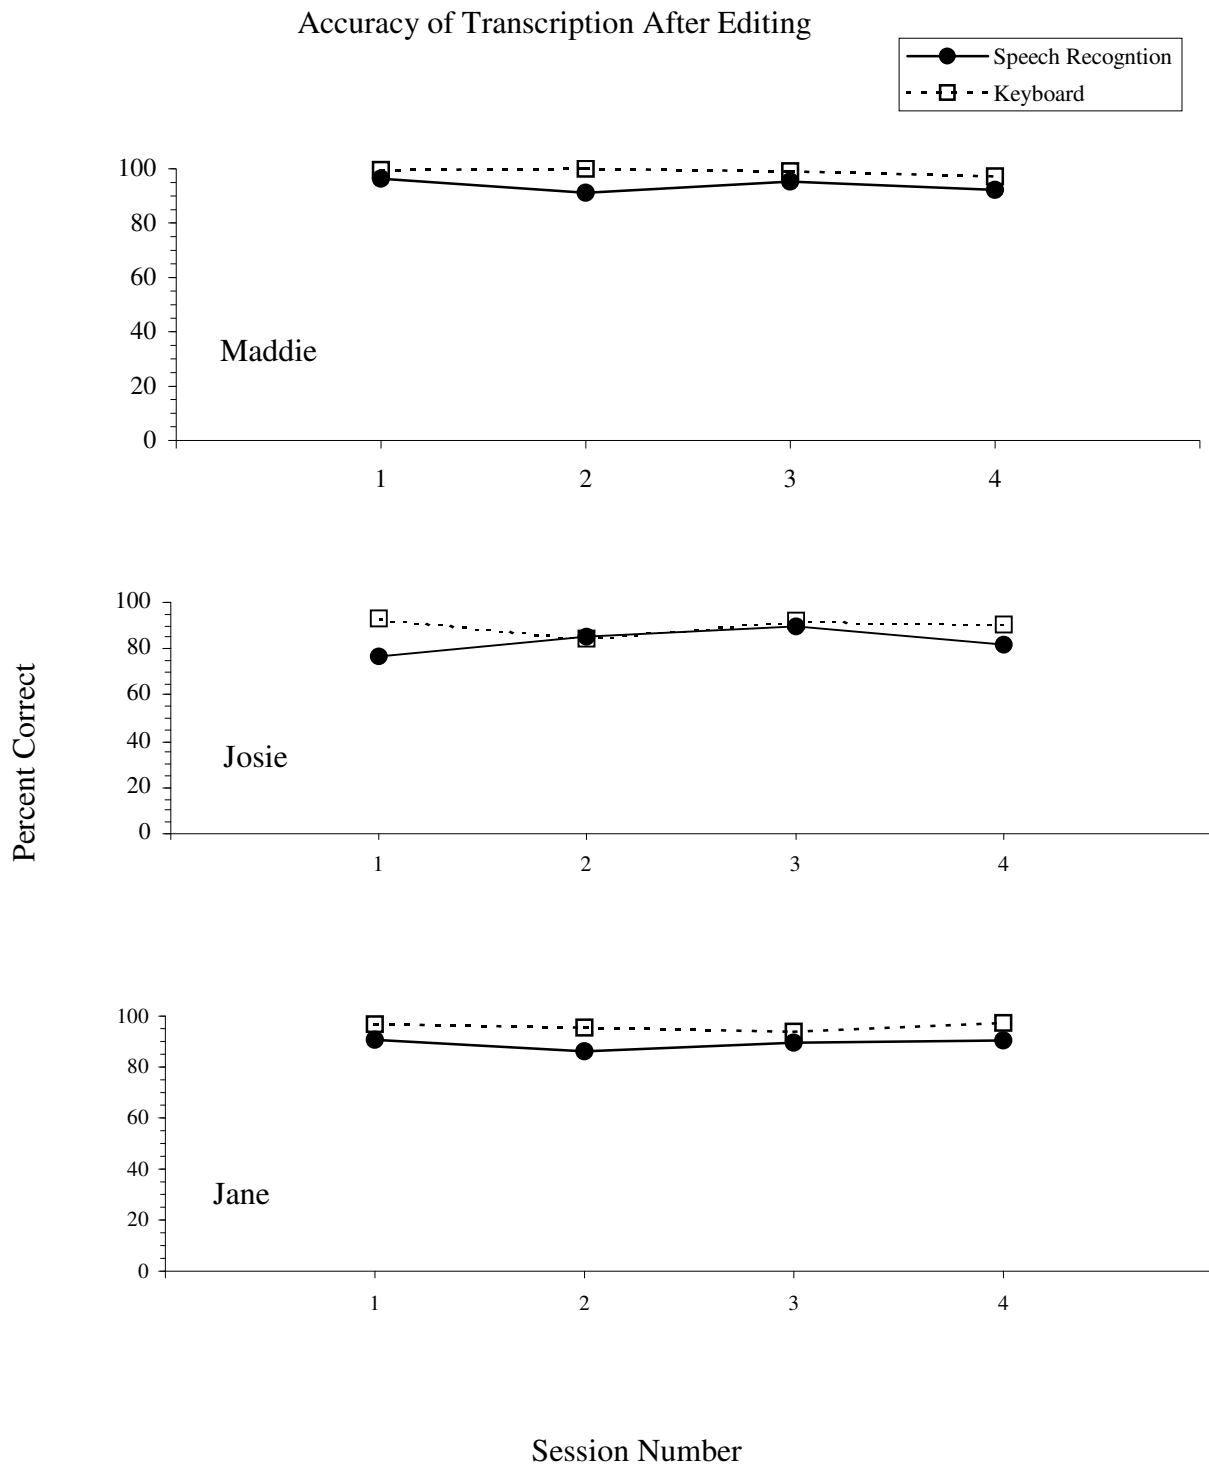 Accuracy of Transcription After Editing
Speech Recogntion
Keyboard
100
80
60
40
20
0
Maddie
1 2 3 4
100
80
60
40
20
0
Josie
1 2 3 4
Percent Correct
100
80
60
40
20
0
Jane
1 2 3 4
Session Number